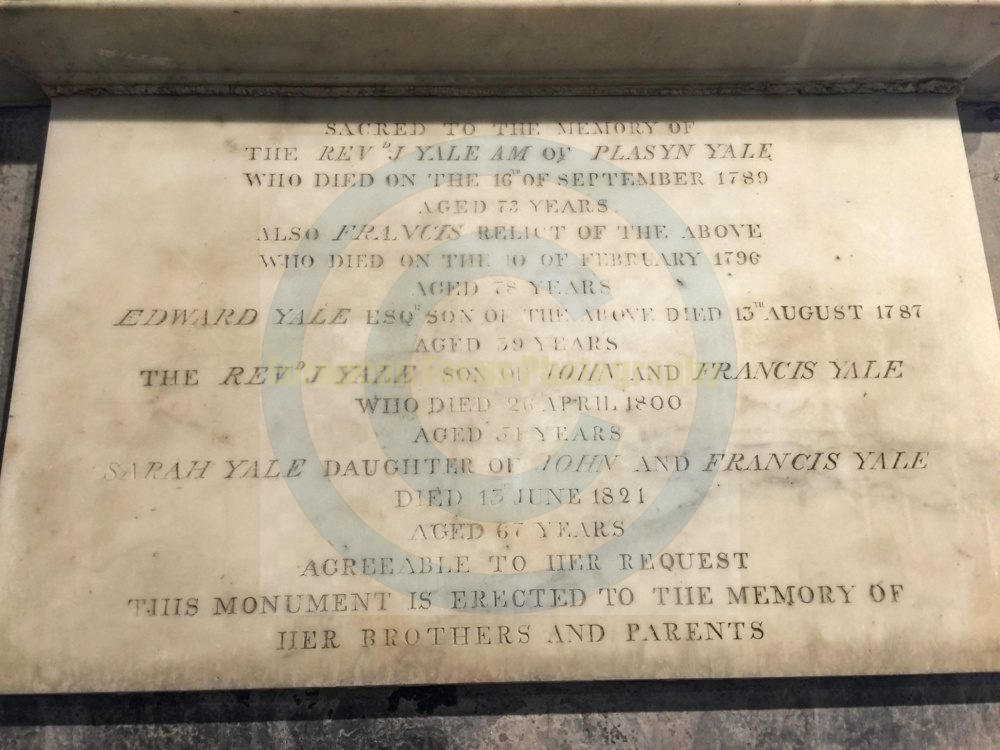 SACRED TO THE MEMORY OF
THE REVD J YALE AM OF PLASYN YALE
WHO DIED ON THE 16TH OF SEPTEMBER 1789
AGED 73 YEARS
ALSO FRANCIS RELICT OF THE ABOVE
WHO DIED ON THE 10 OF FEBRUARY 1796
AGED 78 YEARS
EDWARD YALE ESQR SON OF THE ABOVE DIED 13TH AUGUST 1787
AGED 39 YEARS
THE REVD J YALE SON OF JOHN AND FRANCIS YALE
WHO DIED 26 APRIL 1800
AGED 51 YEARS
SARAH YALE DAUGHTER OF JOHN AND FRANCIS YALE
DIED 13TH JUNE 1821
AGED 67 YEARS
AGREEABLE TO HER REQUEST
THIS MONUMENT IS ERECTED TO THE MEMORY OF
HER BROTHERS AND PARENTS